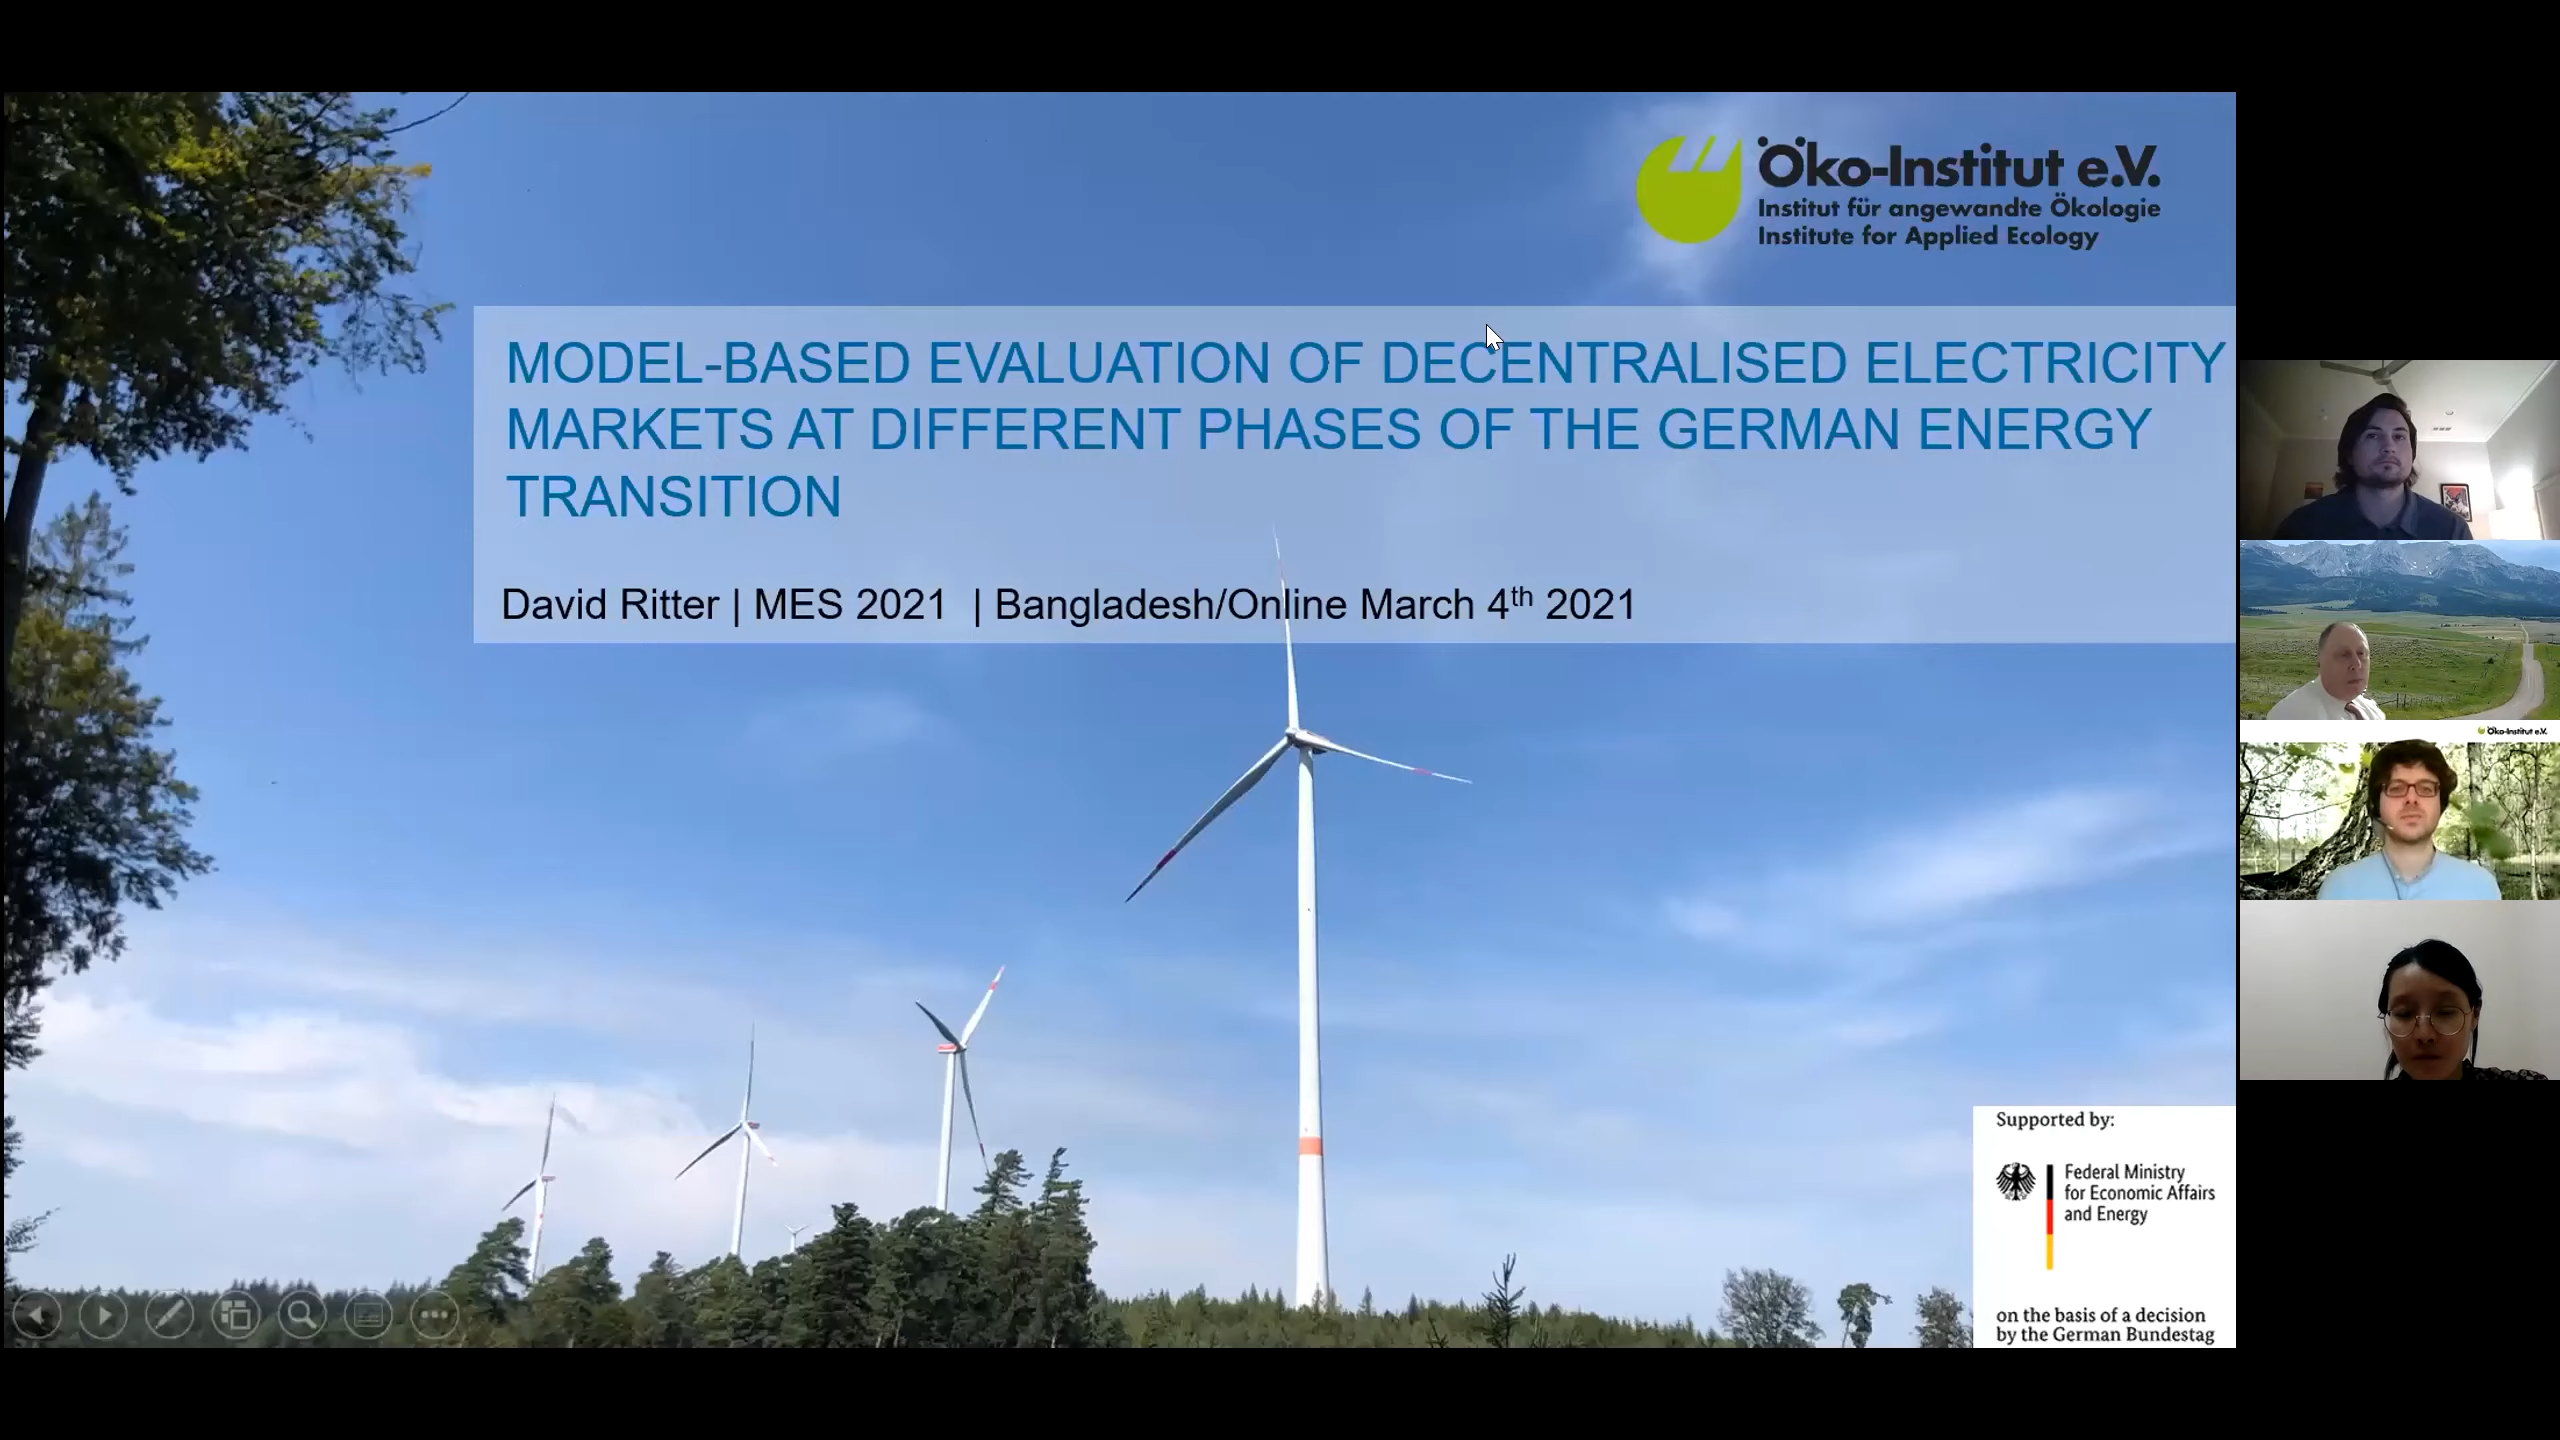 Öko-Institut e.V.
Institut für angewandte Ökologie
Institute for Applied Ecology
MODEL-BASED EVALUATION OF DECENTRALISED ELECTRICITY
MARKETS AT DIFFERENT PHASES OF THE GERMAN ENERGY
TRANSITION
David Ritter | MES 2021 | Bangladesh/Online March 4th 2021
Öko-Institut e.V.
Supported by:
Federal Ministry
for Economic Affairs
and Energy
on the basis of a decision
by the German Bundestag